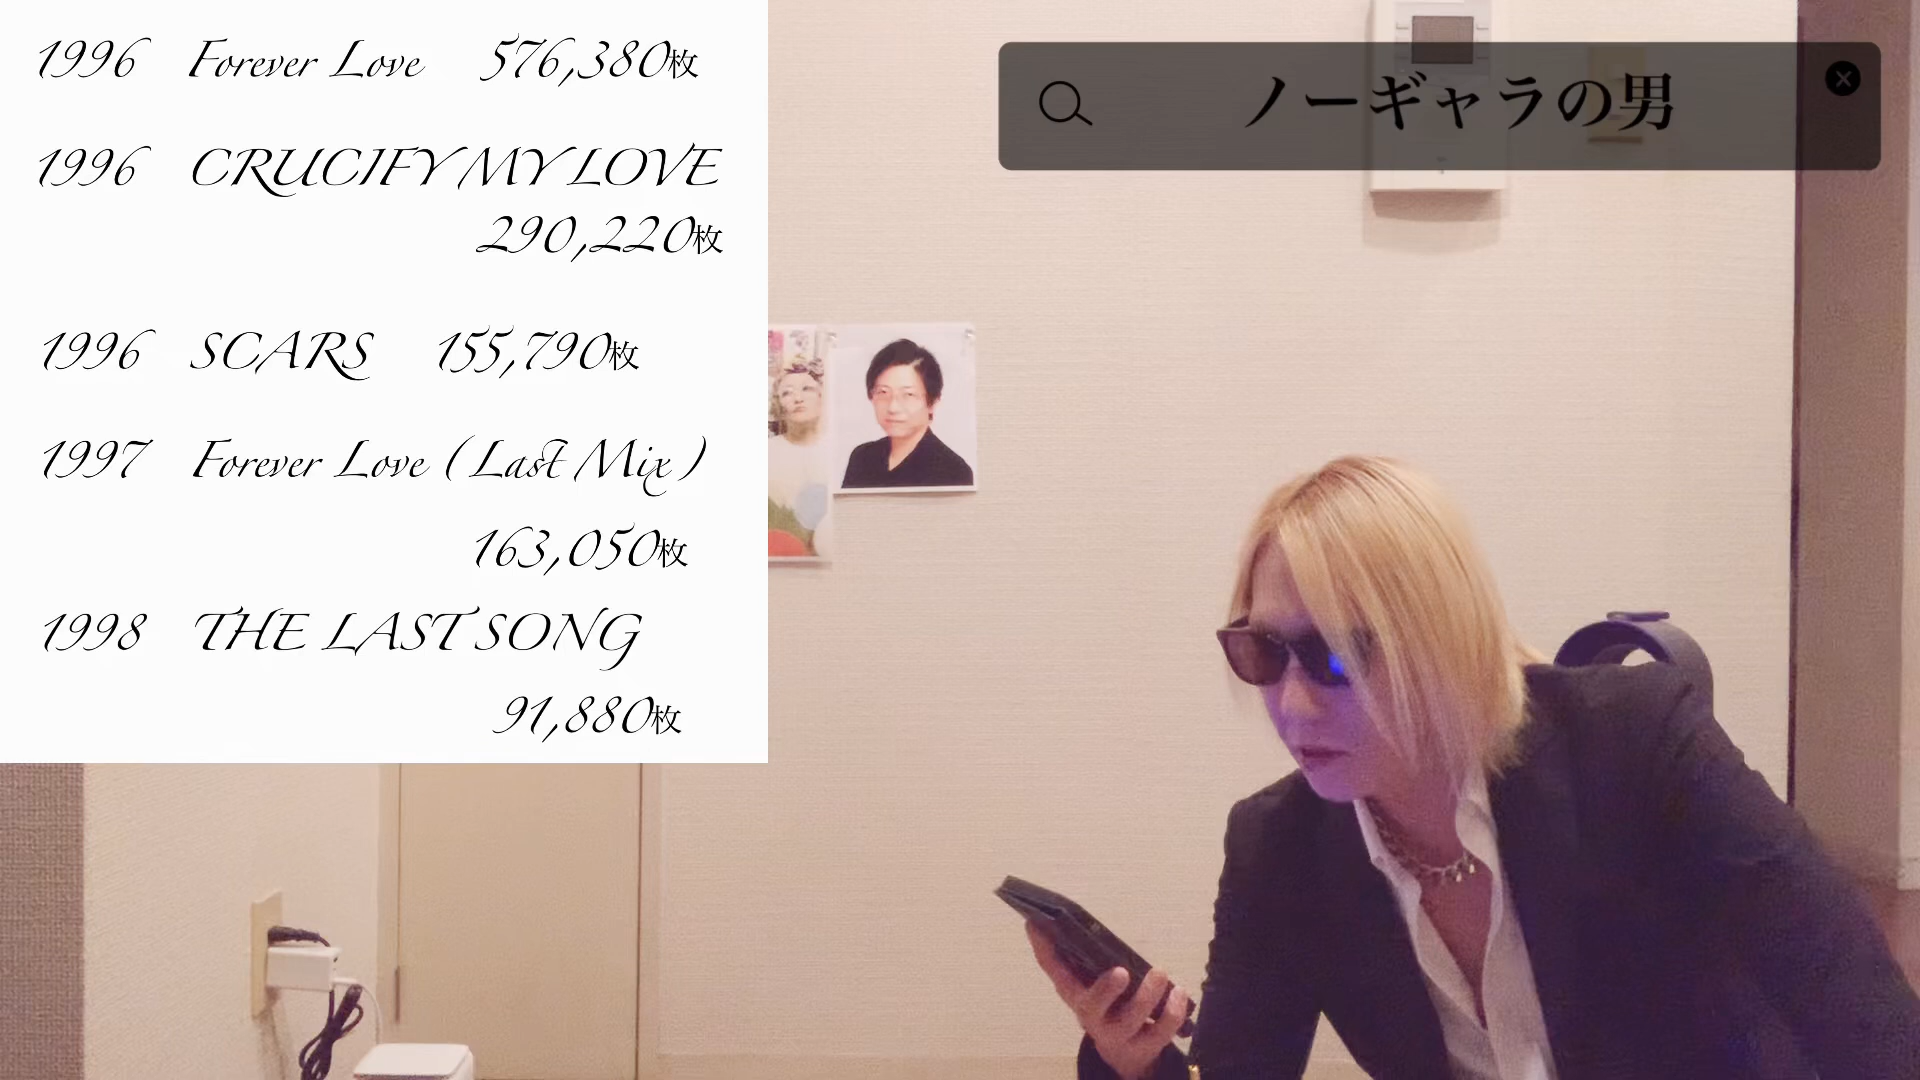 1996 Forever Love 576,380枚
1996 CRUCIFY MY LOVE
290,220枚
1996 SCARS 155,790枚
1997 Forever Love (Last Mix)
163,050枚
1998 THE LAST SONG
91,880枚
ノーギャラの男